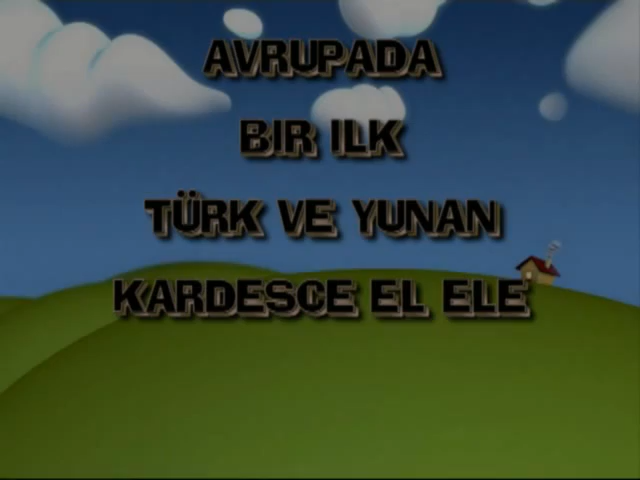 AVRUPADA
BIR ILK
TÜRK VE YUNAN
KARDESCE EL ELE